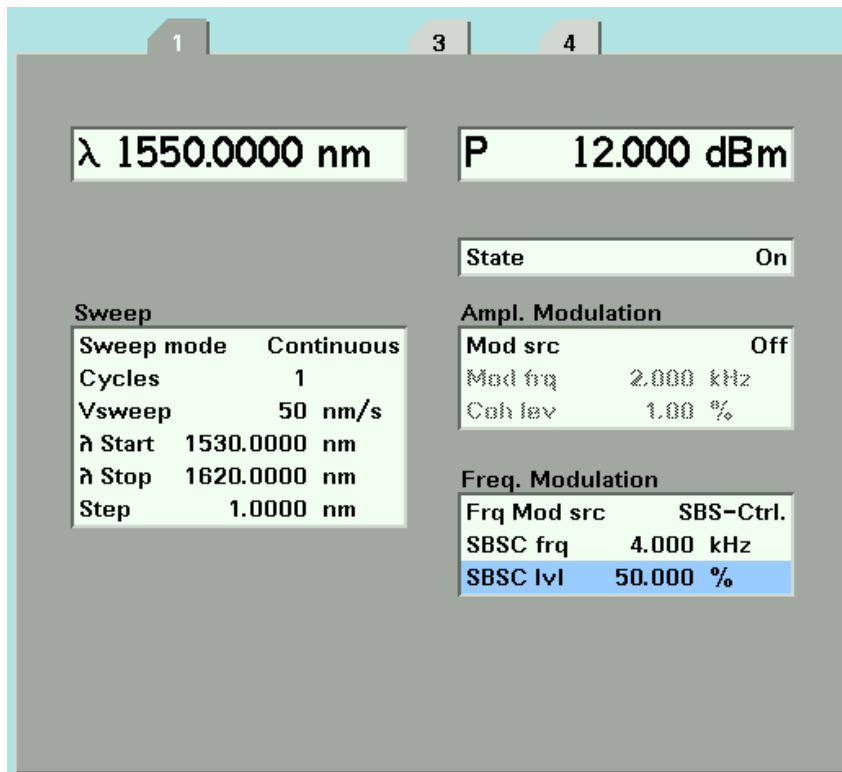 1 3 4
λ 1550.0000 nm
P 12.000 dBm
State On
Sweep
Sweep mode Continuous
Cycles 1
Vsweep 50 nm/s
λ Start 1530.0000 nm
λ Stop 1620.0000 nm
Step 1.0000 nm
Ampl. Modulation
Mod src Off
Mod frq 2.000 kHz
Coh lev 1.00 %
Freq. Modulation
Frq Mod src SBS-Ctrl.
SBSC frq 4.000 kHz
SBSC lvl 50.000 %